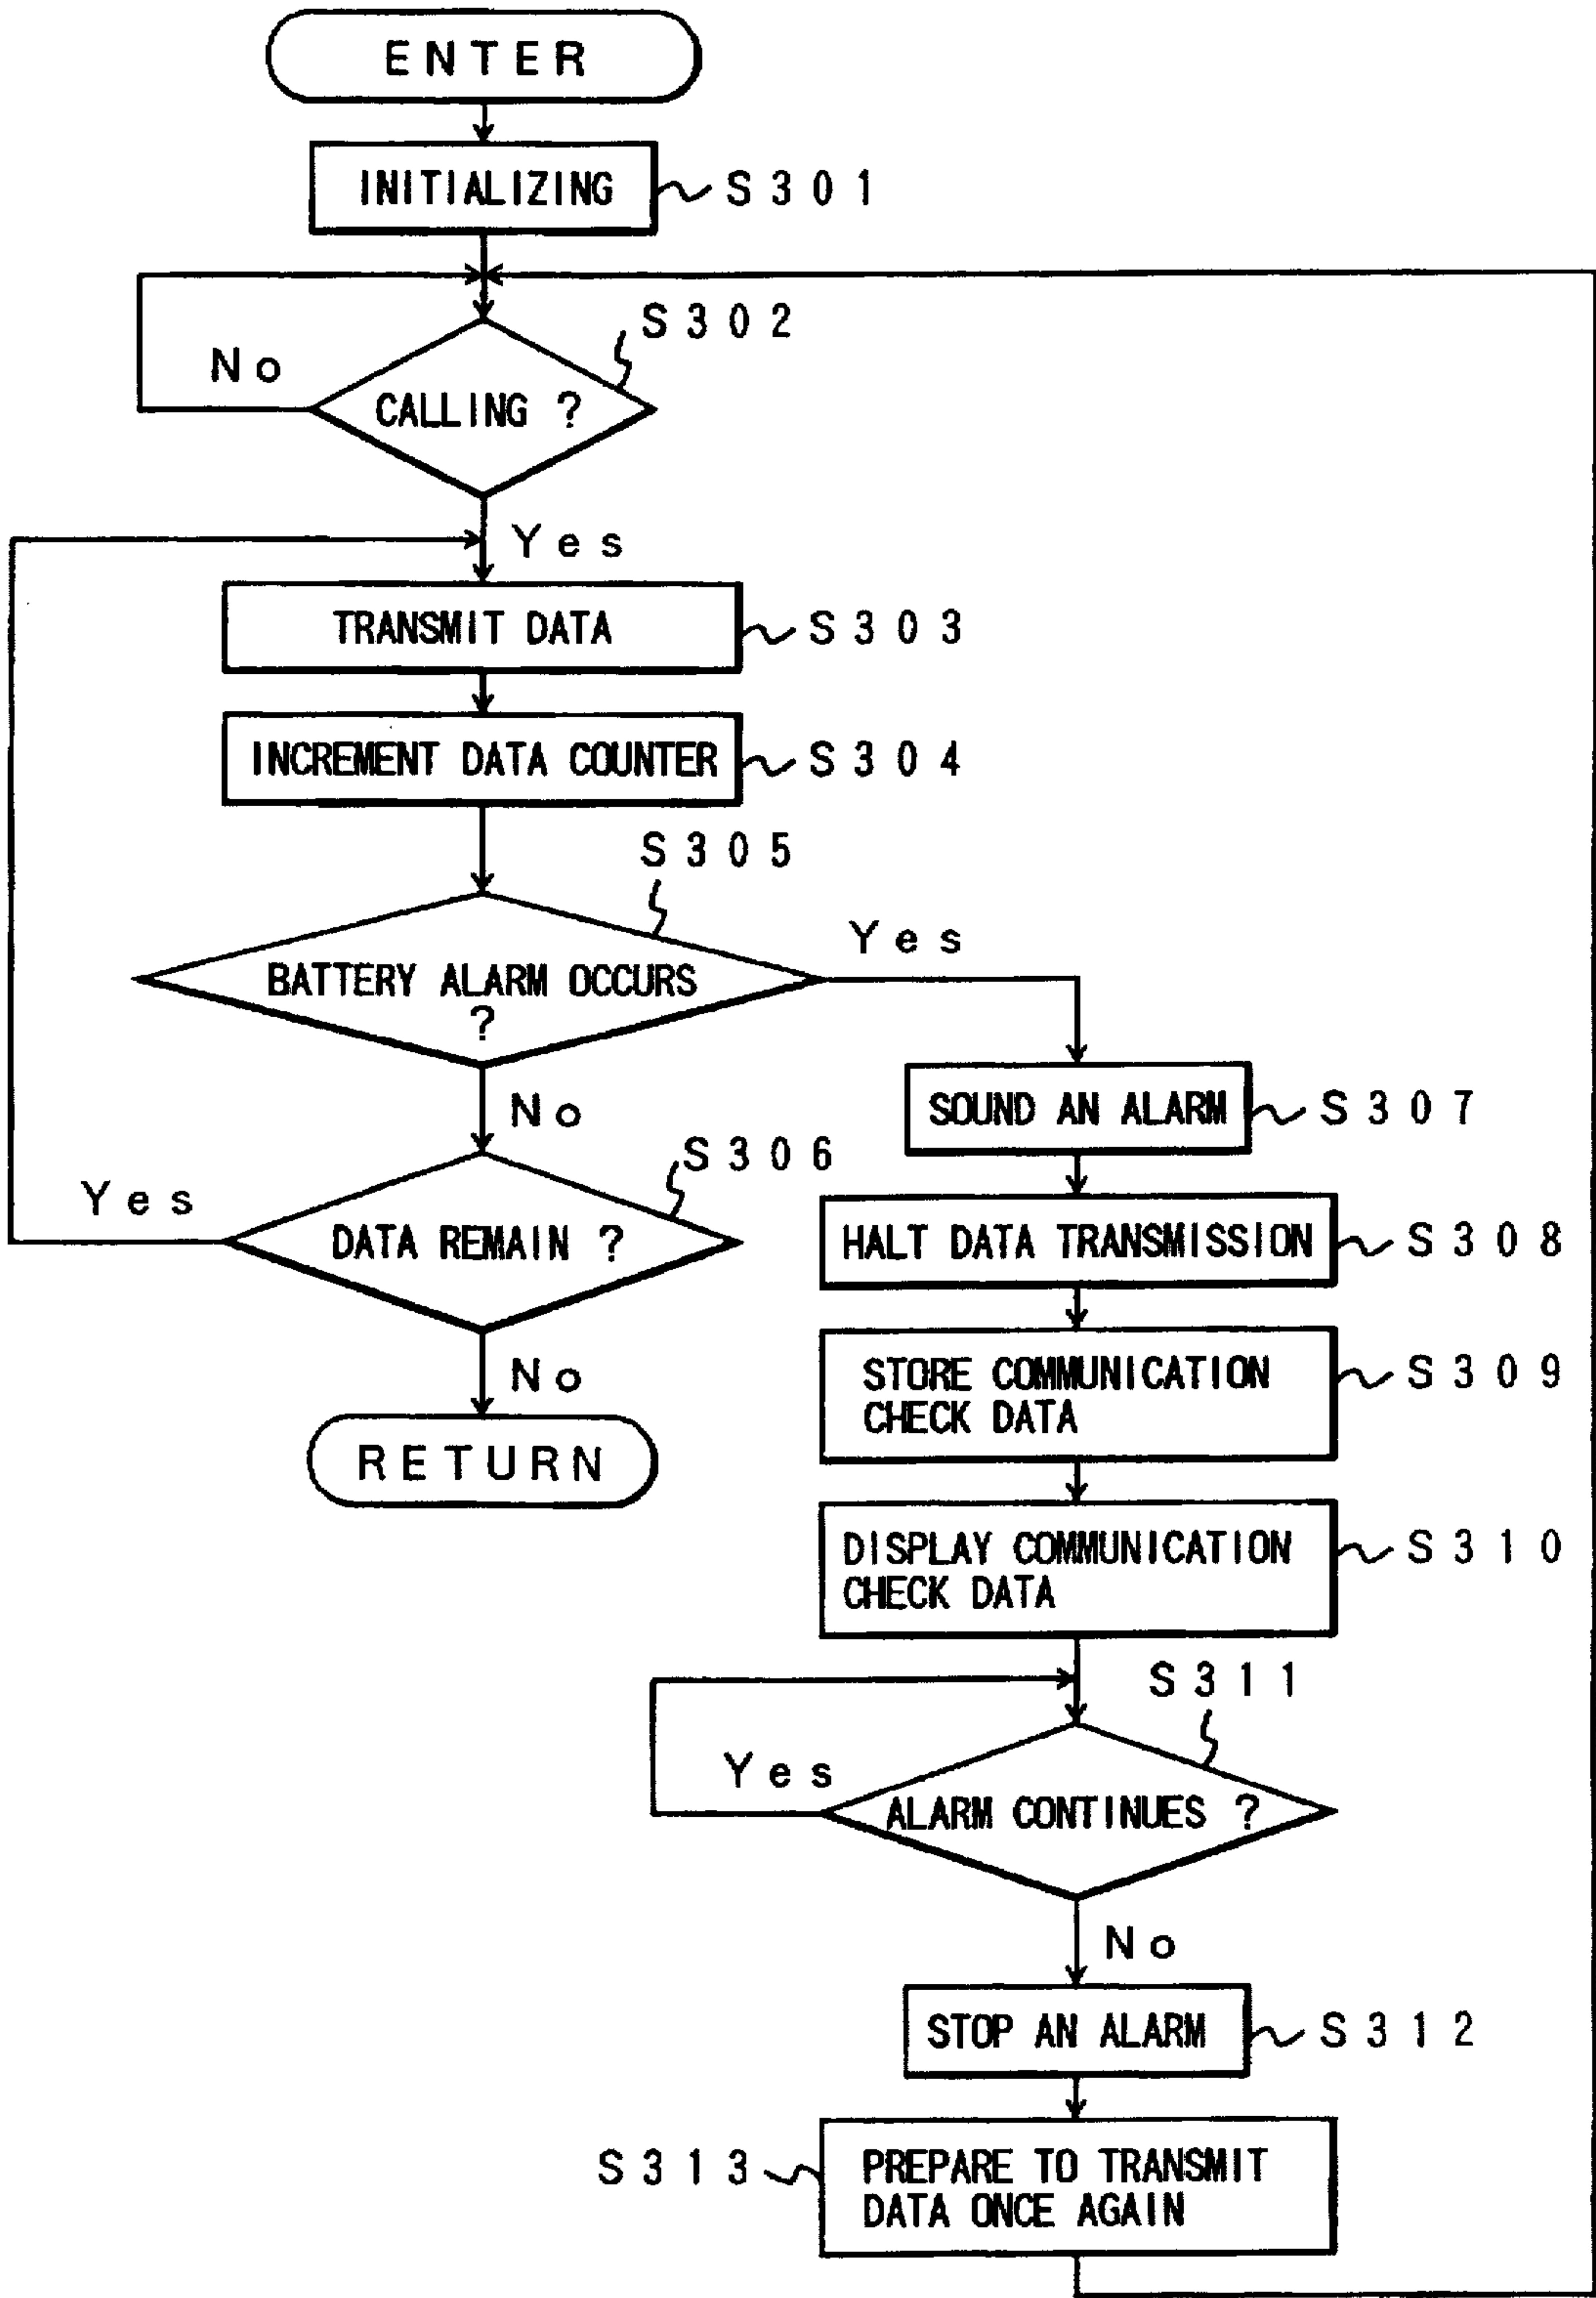 ENTER
INITIALIZING
S301
S302
No
CALLING ?
Yes
TRANSMIT DATA
S303
INCREMENT DATA COUNTER
S304
S305
Yes
BATTERY ALARM OCCURS
?
No
SOUND AN ALARM
S307
S306
Yes
DATA REMAIN ?
HALT DATA TRANSMISSION
S308
No
STORE COMMUNICATION
CHECK DATA
S309
RETURN
DISPLAY COMMUNICATION
CHECK DATA
S310
S311
Yes
ALARM CONTINUES ?
No
STOP AN ALARM
S312
S313
PREPARE TO TRANSMIT
DATA ONCE AGAIN